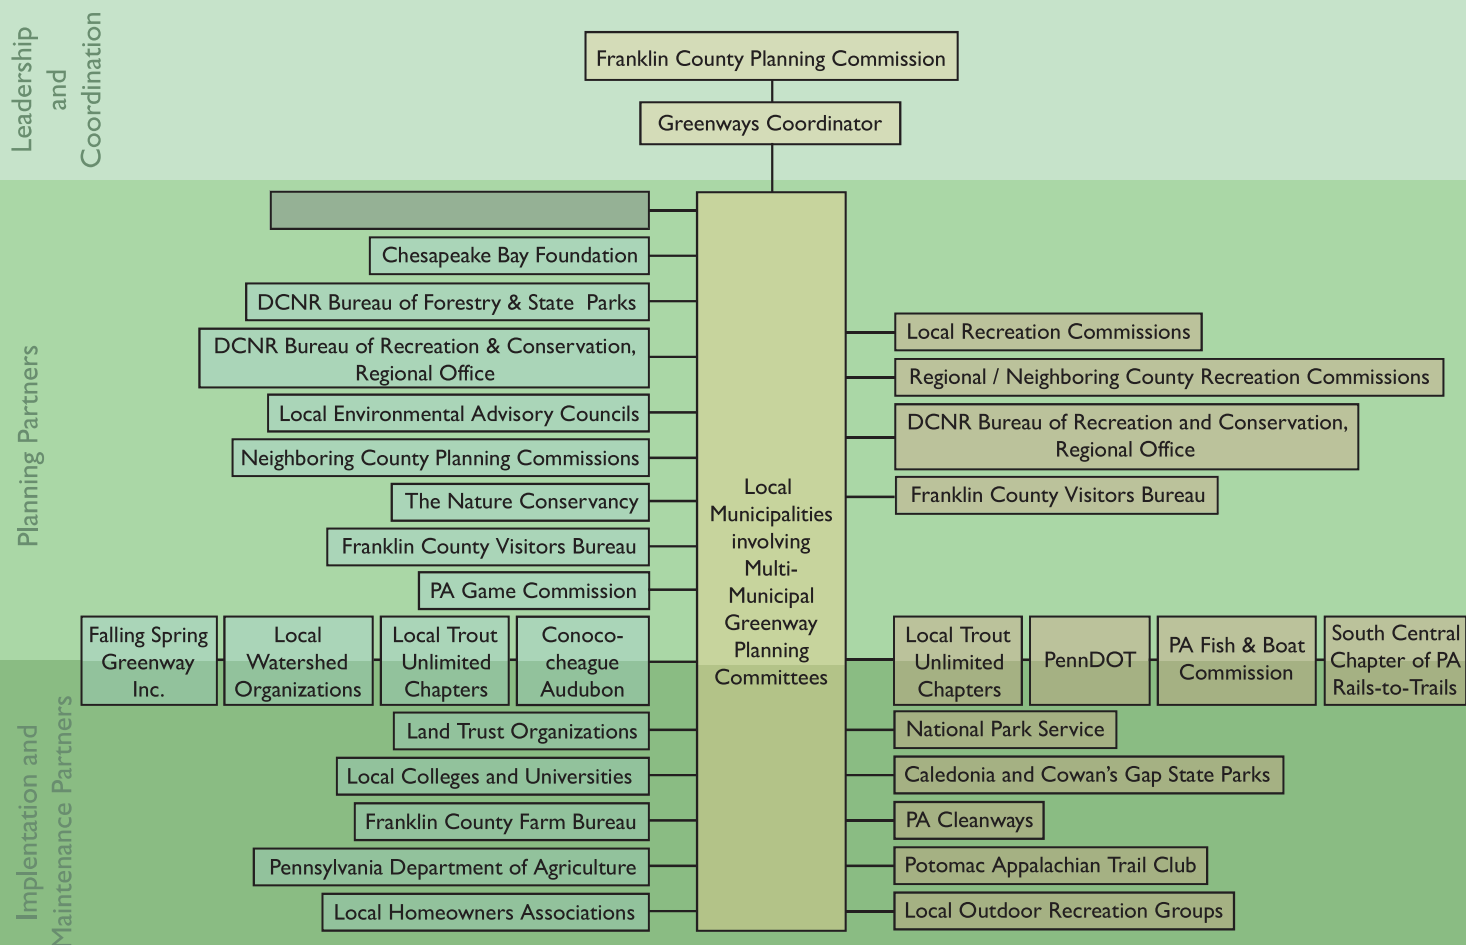 Leadership
and
Coordination
Franklin County Planning Commission
Greenways Coordinator
Planning Partners
Chesapeake Bay Foundation
DCNR Bureau of Forestry & State Parks
DCNR Bureau of Recreation & Conservation,
Regional Office
Local Environmental Advisory Councils
Neighboring County Planning Commissions
The Nature Conservancy
Franklin County Visitors Bureau
PA Game Commission
Falling Spring
Greenway
Inc.
Local
Watershed
Organizations
Local Trout
Unlimited
Chapters
Conoco-
cheague
Audubon
Local
Municipalities
involving
Multi-
Municipal
Greenway
Planning
Committees
Local Recreation Commissions
Regional / Neighboring County Recreation Commissions
DCNR Bureau of Recreation and Conservation,
Regional Office
Franklin County Visitors Bureau
Local Trout
Unlimited
Chapters
PennDOT
PA Fish & Boat
Commission
South Central
Chapter of PA
Rails-to-Trails
Implentation and
Maintenance Partners
Land Trust Organizations
Local Colleges and Universities
Franklin County Farm Bureau
Pennsylvania Department of Agriculture
Local Homeowners Associations
National Park Service
Caledonia and Cowan's Gap State Parks
PA Cleanways
Potomac Appalachian Trail Club
Local Outdoor Recreation Groups